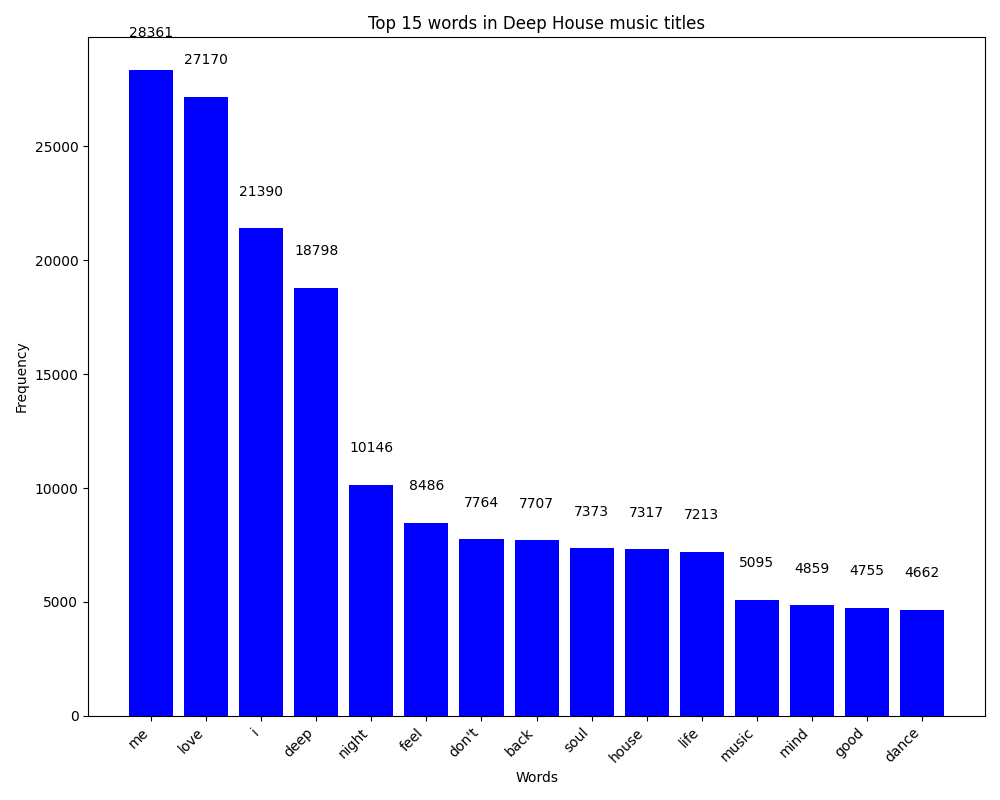 Top 15 words in Deep House music titles
28361
27170
21390
18798
10146
8486
7764
7707
7373
7317
7213
5095
4859
4755
4662
Frequency
25000
20000
15000
10000
5000
0
me
love
i
deep
night
feel
don't
back
soul
house
life
music
mind
good
dance
Words